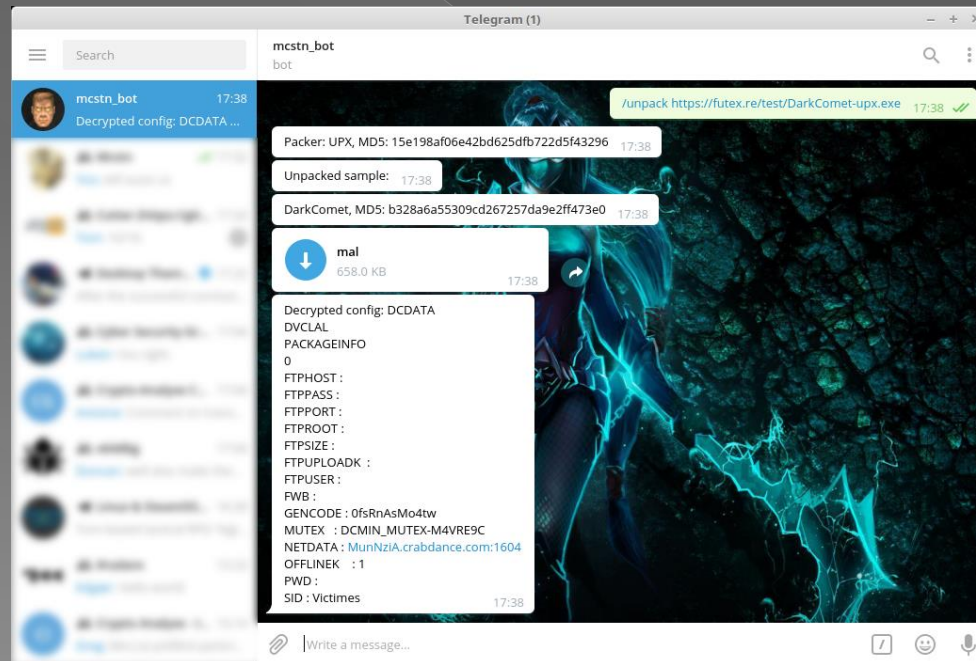 Telegram (1)
Search
mcstn_bot
bot
mcstn_bot 17:38
Decrypted config: DCDATA ...
/unpack https://futex.re/test/DarkComet-upx.exe 17:38
Packer: UPX, MD5: 15e198af06e42bd625dfb722d5f43296 17:38
Unpacked sample: 17:38
DarkComet, MD5: b328a6a55309cd267257da9e2ff473e0 17:38
mal
658.0 KB
17:38
Decrypted config: DCDATA
DVCLAL
PACKAGEINFO
0
FTPHOST :
FTPPASS :
FTPPORT :
FTPROOT :
FTPSIZE :
FTPUPLOADK :
FTPUSER :
FWB :
GENCODE : 0fsRnAsMo4tw
MUTEX : DCMIN_MUTEX-M4VRE9C
NETDATA : MunNziA.crabdance.com:1604
OFFLINEK : 1
PWD :
SID : Victimes
17:38
Write a message...